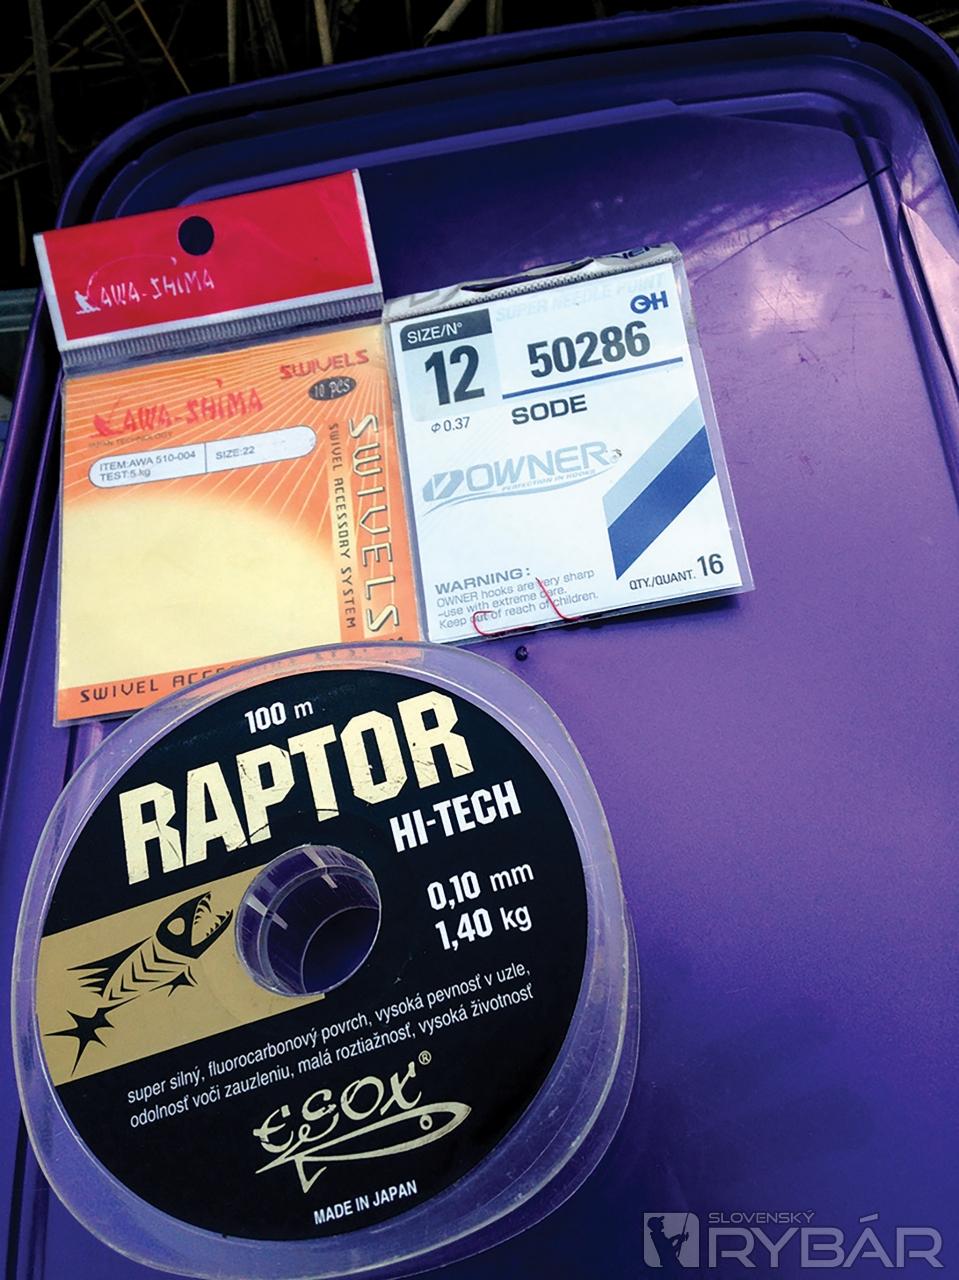 KAWA-SHIMA
SWIVELS
10 PCS
KAWA-SHIMA
JAPAN TECHNOLOGY
ITEM:AWA 510-004
TEST:5 kg
SIZE:22
SWIVELS
SWIVEL ACCESSORY SYSTEM
SWIVEL ACC
SUPER NEEDLE POINT
SIZE/N°
12
Φ0.37
50286
SODE
OWNER
PERFECTION IN HOOKS
QTY./QUANT. 16
WARNING:
OWNER hooks are very sharp
–use with extreme care.
Keep out of reach of children.
100 m
RAPTOR
HI-TECH
0,10 mm
1,40 kg
super silný, fluorocarbonový povrch, vysoká pevnosť v uzle,
odolnosť voči zauzleniu, malá roztiažnosť, vysoká životnosť
ESOX®
MADE IN JAPAN
SLOVENSKÝ
RYBÁR